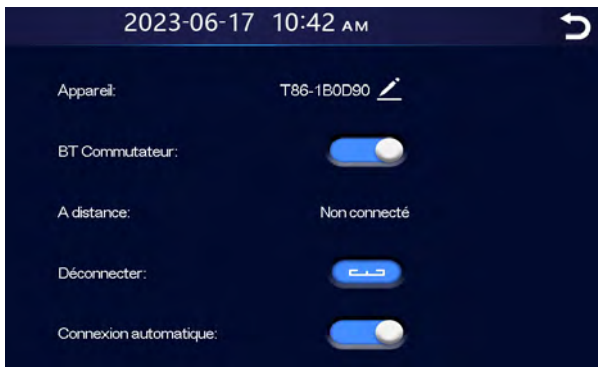 2023-06-17 10:42 AM
Appareil: T86-1B0D90
BT Commutateur:
A distance: Non connecté
Déconnecter:
Connexion automatique: